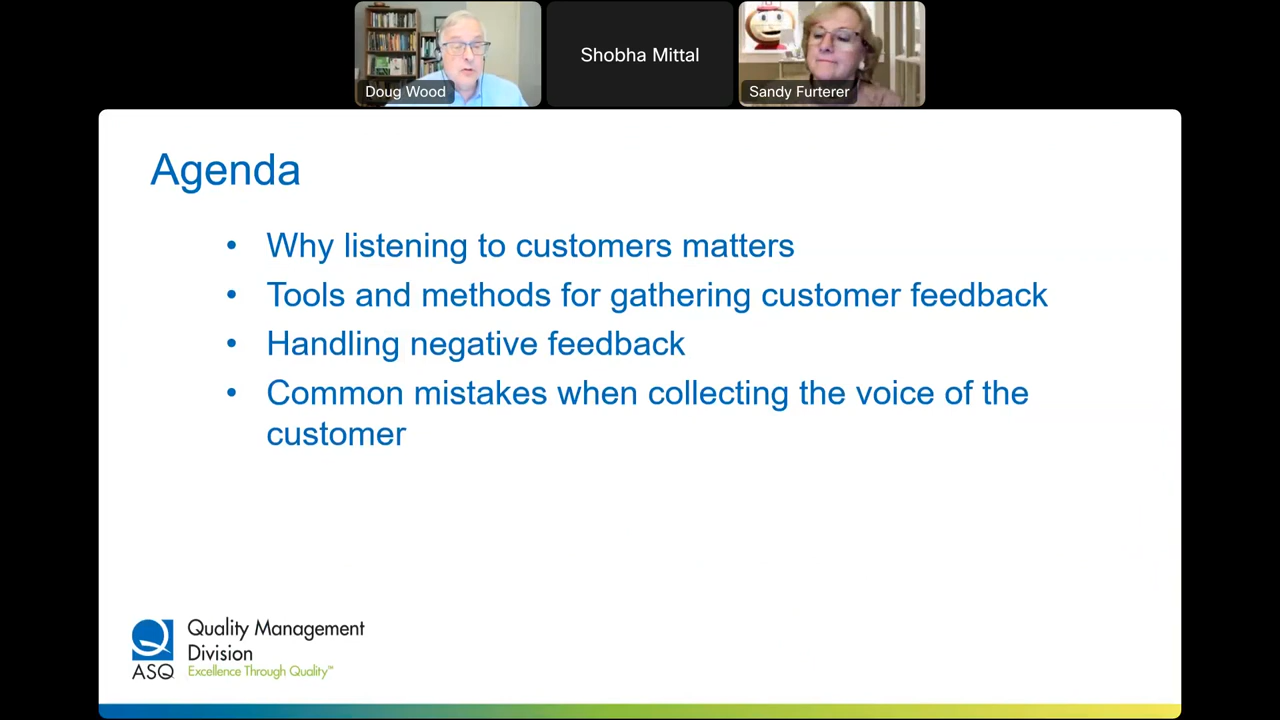 Doug Wood
Shobha Mittal
Sandy Furterer
Agenda
• Why listening to customers matters
• Tools and methods for gathering customer feedback
• Handling negative feedback
• Common mistakes when collecting the voice of the
customer
Quality Management
Division
ASQ Excellence Through Quality™